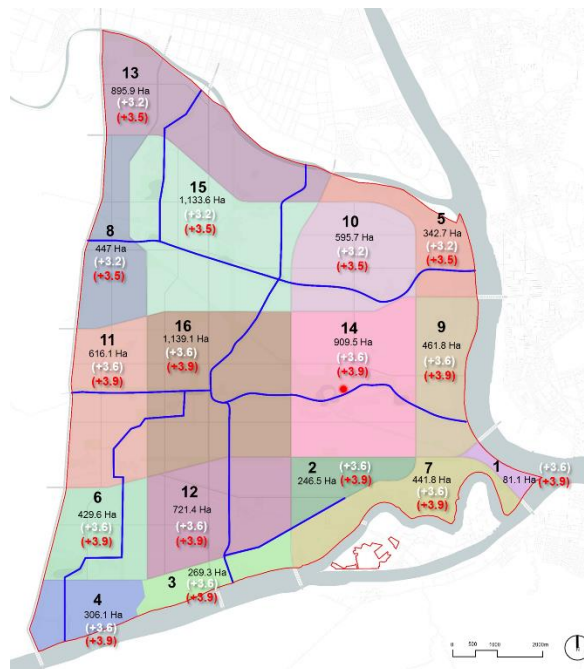 13
895.9 Ha
(+3.2)
(+3.5)
15
1,133.6 Ha
(+3.2)
(+3.5)
8
447 Ha
(+3.2)
(+3.5)
10
595.7 Ha
(+3.2)
(+3.5)
5
342.7 Ha
(+3.2)
(+3.5)
11
616.1 Ha
(+3.6)
(+3.9)
16
1,139.1 Ha
(+3.6)
(+3.9)
14
909.5 Ha
(+3.6)
(+3.9)
9
461.8 Ha
(+3.6)
(+3.9)
2
246.5 Ha
(+3.6)
(+3.9)
7
441.8 Ha
(+3.6)
(+3.9)
1
81.1 Ha
(+3.6)
(+3.9)
6
429.6 Ha
(+3.6)
(+3.9)
12
721.4 Ha
(+3.6)
(+3.9)
3
269.3 Ha
(+3.6)
(+3.9)
4
306.1 Ha
(+3.6)
(+3.9)
0 500 1000 2000m